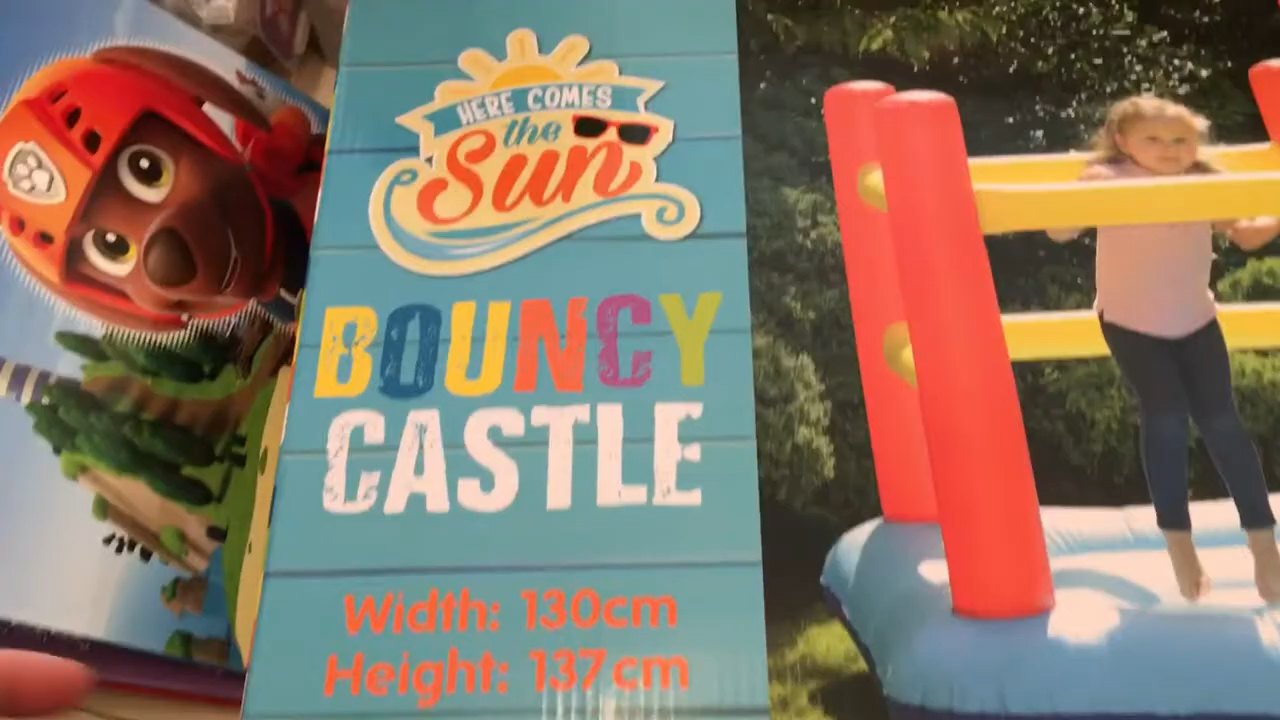 HERE COMES
the
Sun
BOUNCY
CASTLE
Width: 130cm
Height: 137cm